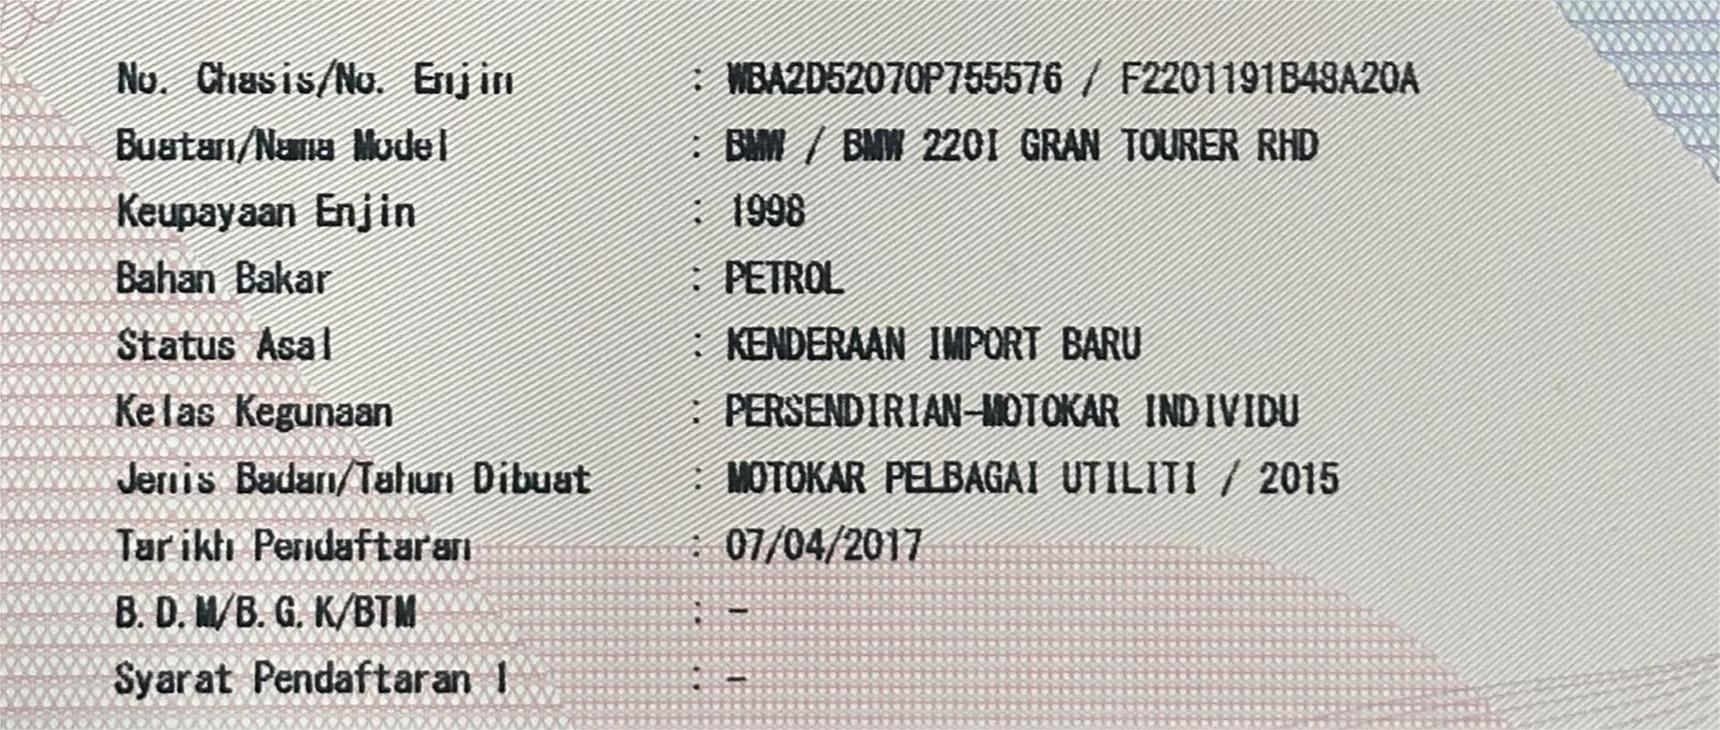 No. Chasis/No. Enjin : WBA2D52070P755576 / F2201191B48A20A
Buatan/Nama Model : BMW / BMW 220I GRAN TOURER RHD
Keupayaan Enjin : 1998
Bahan Bakar : PETROL
Status Asal : KENDERAAN IMPORT BARU
Kelas Kegunaan : PERSENDIRIAN-MOTOKAR INDIVIDU
Jenis Badan/Tahun Dibuat : MOTOKAR PELBAGAI UTILITI / 2015
Tarikh Pendaftaran : 07/04/2017
B.D.M/B.G.K/BTM : -
Syarat Pendaftaran 1 : -